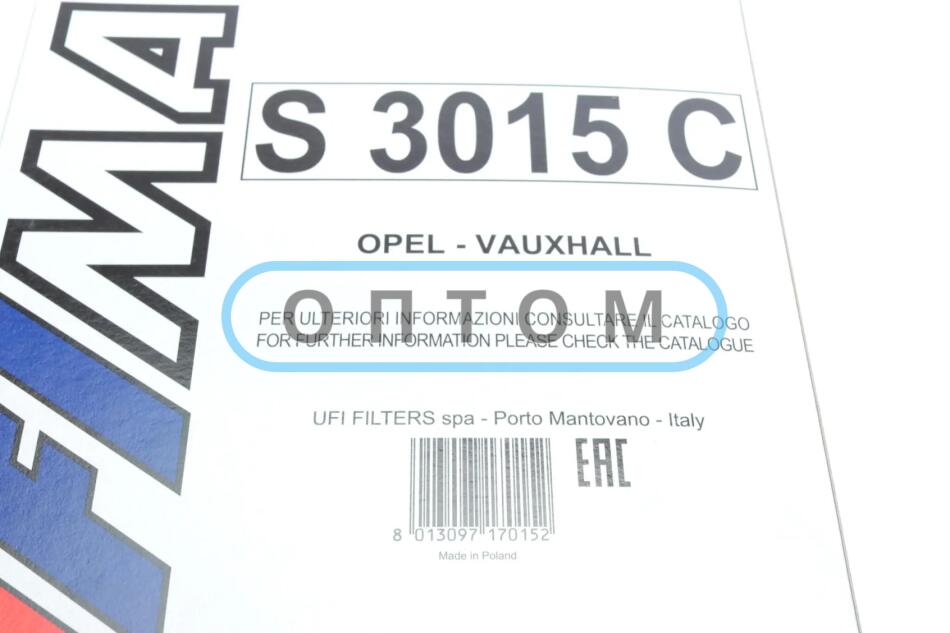 FIMA
S 3015 C
OPEL - VAUXHALL
ОПТОМ
PER ULTERIORI INFORMAZIONI CONSULTARE IL CATALOGO
FOR FURTHER INFORMATION PLEASE CHECK THE CATALOGUE
UFI FILTERS spa - Porto Mantovano - Italy
EAC
8 013097 170152
Made in Poland